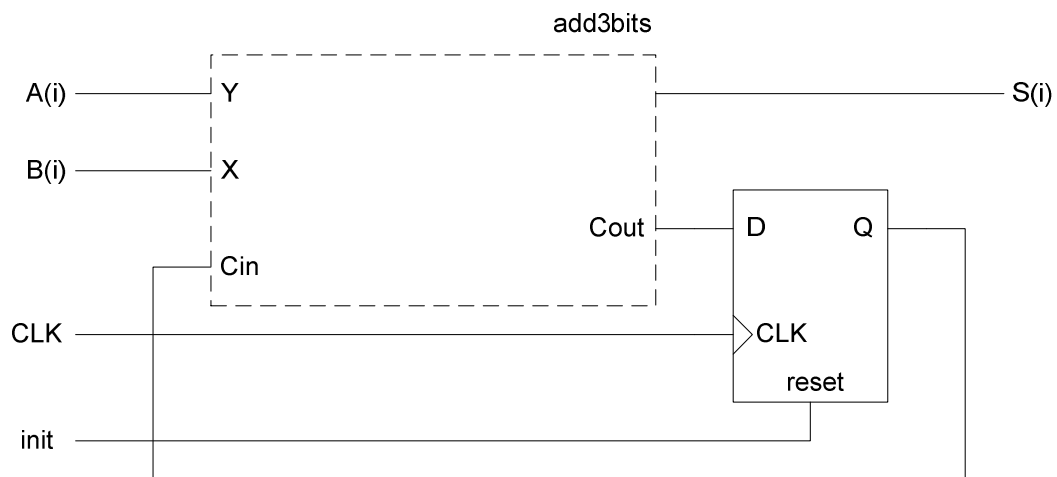 add3bits
A(i)
Y
S(i)
B(i)
X
Cout
D
Q
Cin
CLK
CLK
reset
init